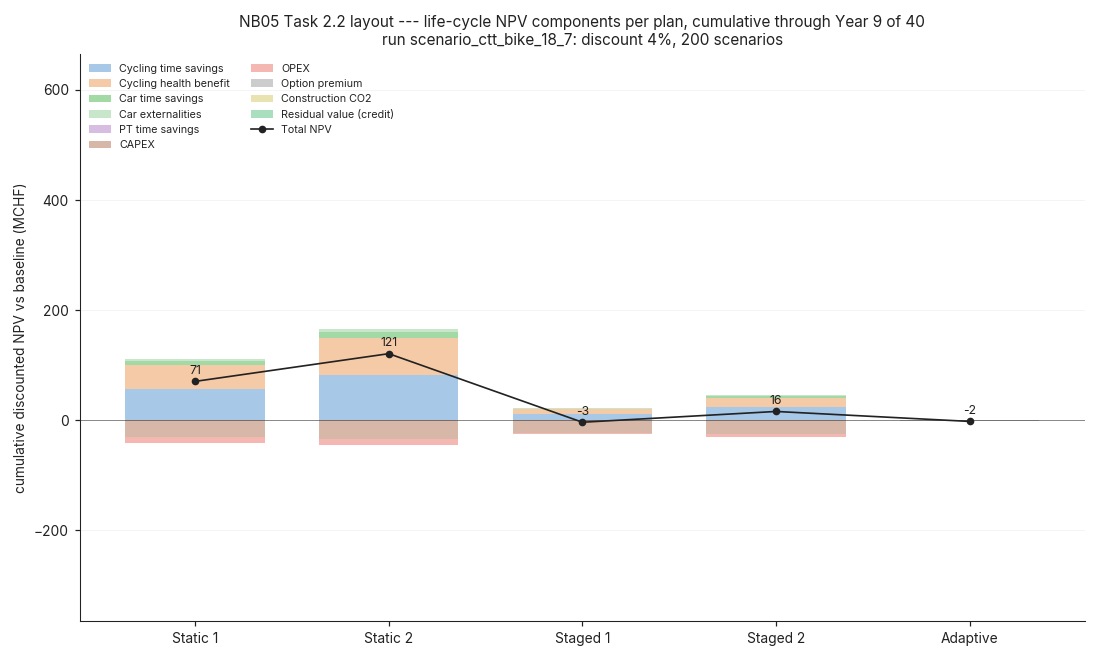 NB05 Task 2.2 layout --- life-cycle NPV components per plan, cumulative through Year 9 of 40
run scenario_ctt_bike_18_7: discount 4%, 200 scenarios
Cycling time savings
Cycling health benefit
Car time savings
Car externalities
PT time savings
CAPEX
OPEX
Option premium
Construction CO2
Residual value (credit)
Total NPV
cumulative discounted NPV vs baseline (MCHF)
600
400
200
0
−200
71
121
-3
16
-2
Static 1
Static 2
Staged 1
Staged 2
Adaptive